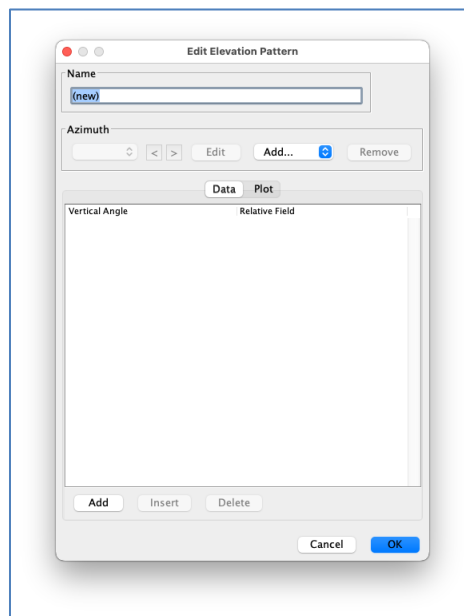 Edit Elevation Pattern
Name
(new)
Azimuth
< > Edit Add... Remove
Data Plot
Vertical Angle Relative Field
Add Insert Delete
Cancel OK